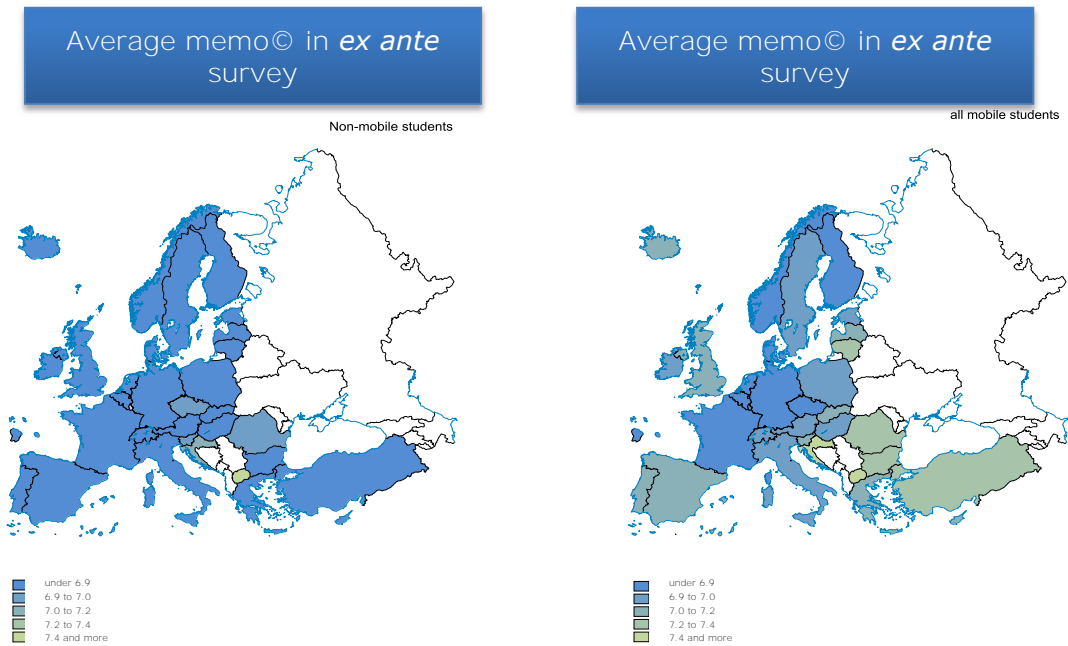 Average memo© in ex ante
survey
Non-mobile students
under 6.9
6.9 to 7.0
7.0 to 7.2
7.2 to 7.4
7.4 and more
Average memo© in ex ante
survey
all mobile students
under 6.9
6.9 to 7.0
7.0 to 7.2
7.2 to 7.4
7.4 and more